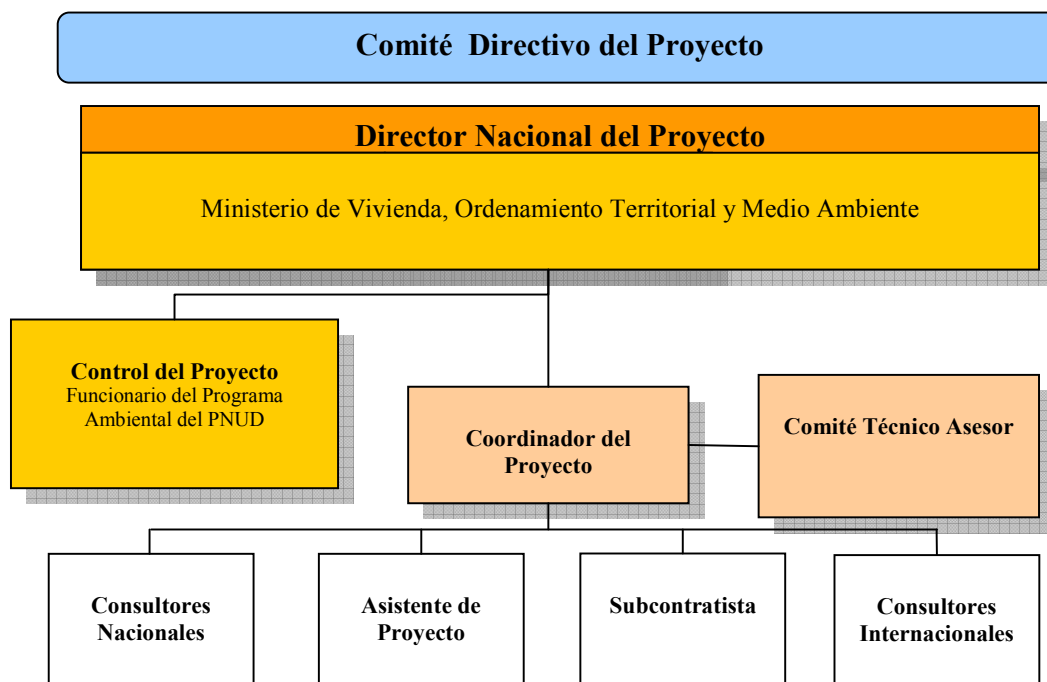 Comité Directivo del Proyecto
Director Nacional del Proyecto
Ministerio de Vivienda, Ordenamiento Territorial y Medio Ambiente
Control del Proyecto
Funcionario del Programa
Ambiental del PNUD
Coordinador del
Proyecto
Comité Técnico Asesor
Consultores
Nacionales
Asistente de
Proyecto
Subcontratista
Consultores
Internacionales